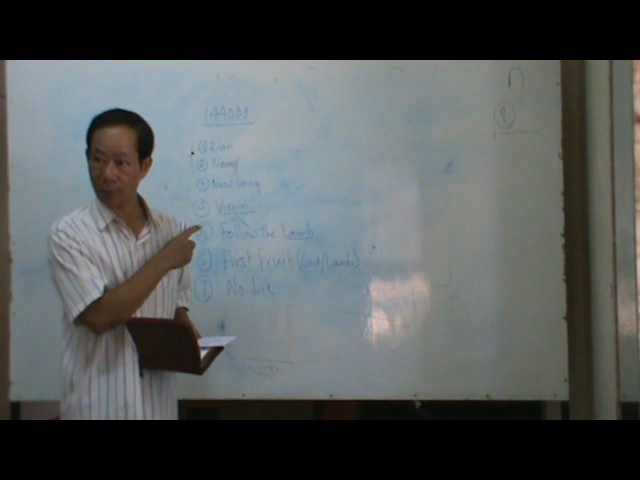 144000
① Zion
② Name
③ New song
④ Virgin
⑤ Follow the Lamb
⑥ First Fruit (God/Lamb)
⑦ No Lie
n